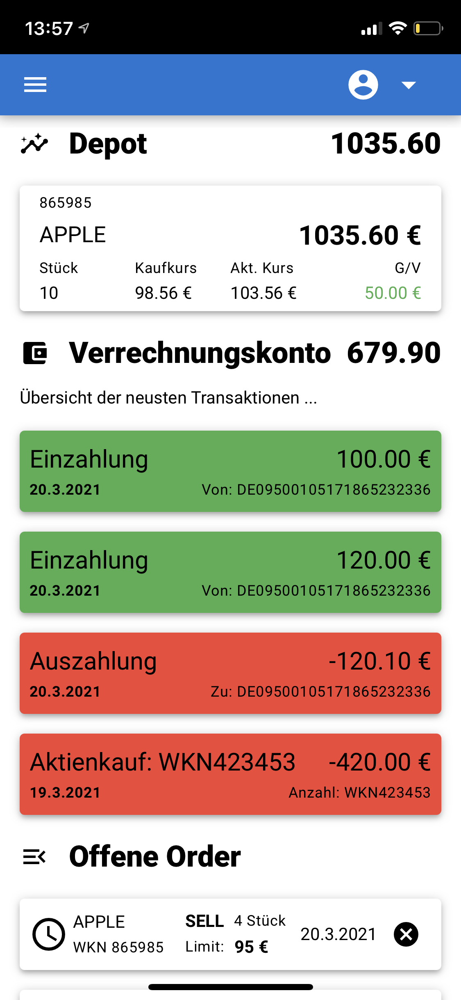 13:57
Depot 1035.60
865985
APPLE 1035.60 €
Stück Kaufkurs Akt. Kurs G/V
10 98.56 € 103.56 € 50.00 €
Verrechnungskonto 679.90
Übersicht der neusten Transaktionen ...
Einzahlung 100.00 €
20.3.2021 Von: DE09500105171865232336
Einzahlung 120.00 €
20.3.2021 Von: DE09500105171865232336
Auszahlung -120.10 €
20.3.2021 Zu: DE09500105171865232336
Aktienkauf: WKN423453 -420.00 €
19.3.2021 Anzahl: WKN423453
Offene Order
APPLE SELL 4 Stück 20.3.2021
WKN 865985 Limit: 95 €